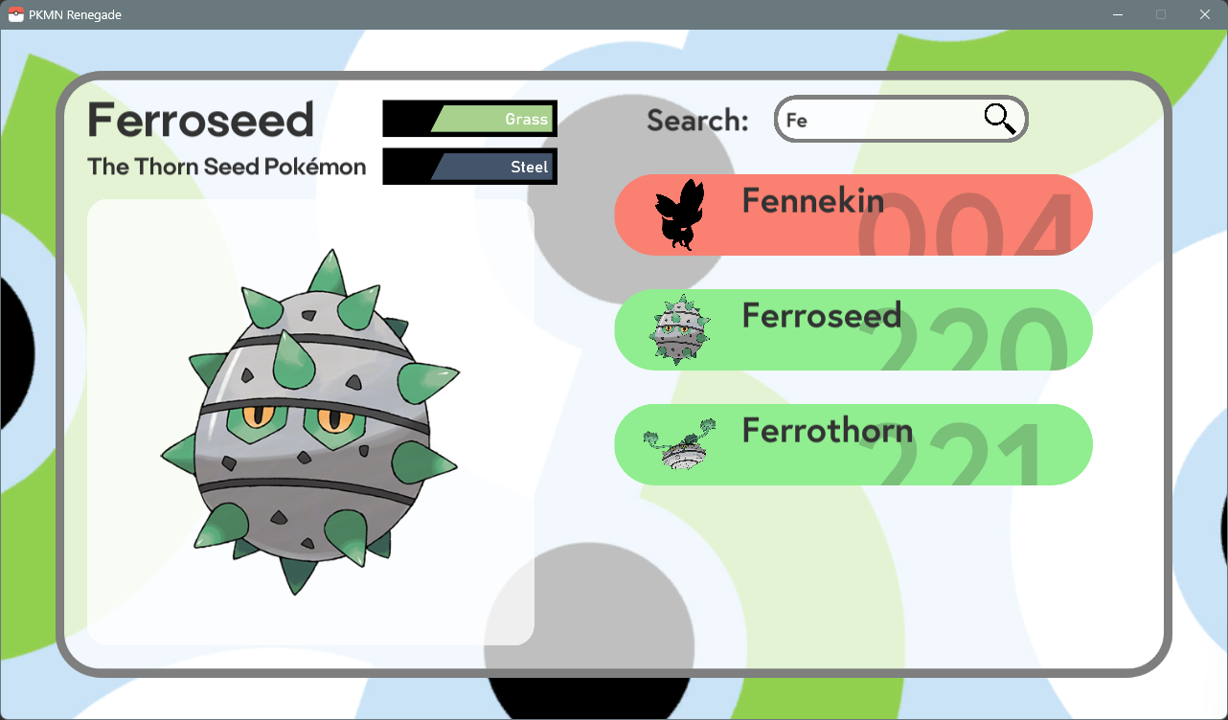 PKMN Renegade
Ferroseed
The Thorn Seed Pokémon
Grass
Steel
Search:
Fe
Fennekin
004
Ferroseed
220
Ferrothorn
221